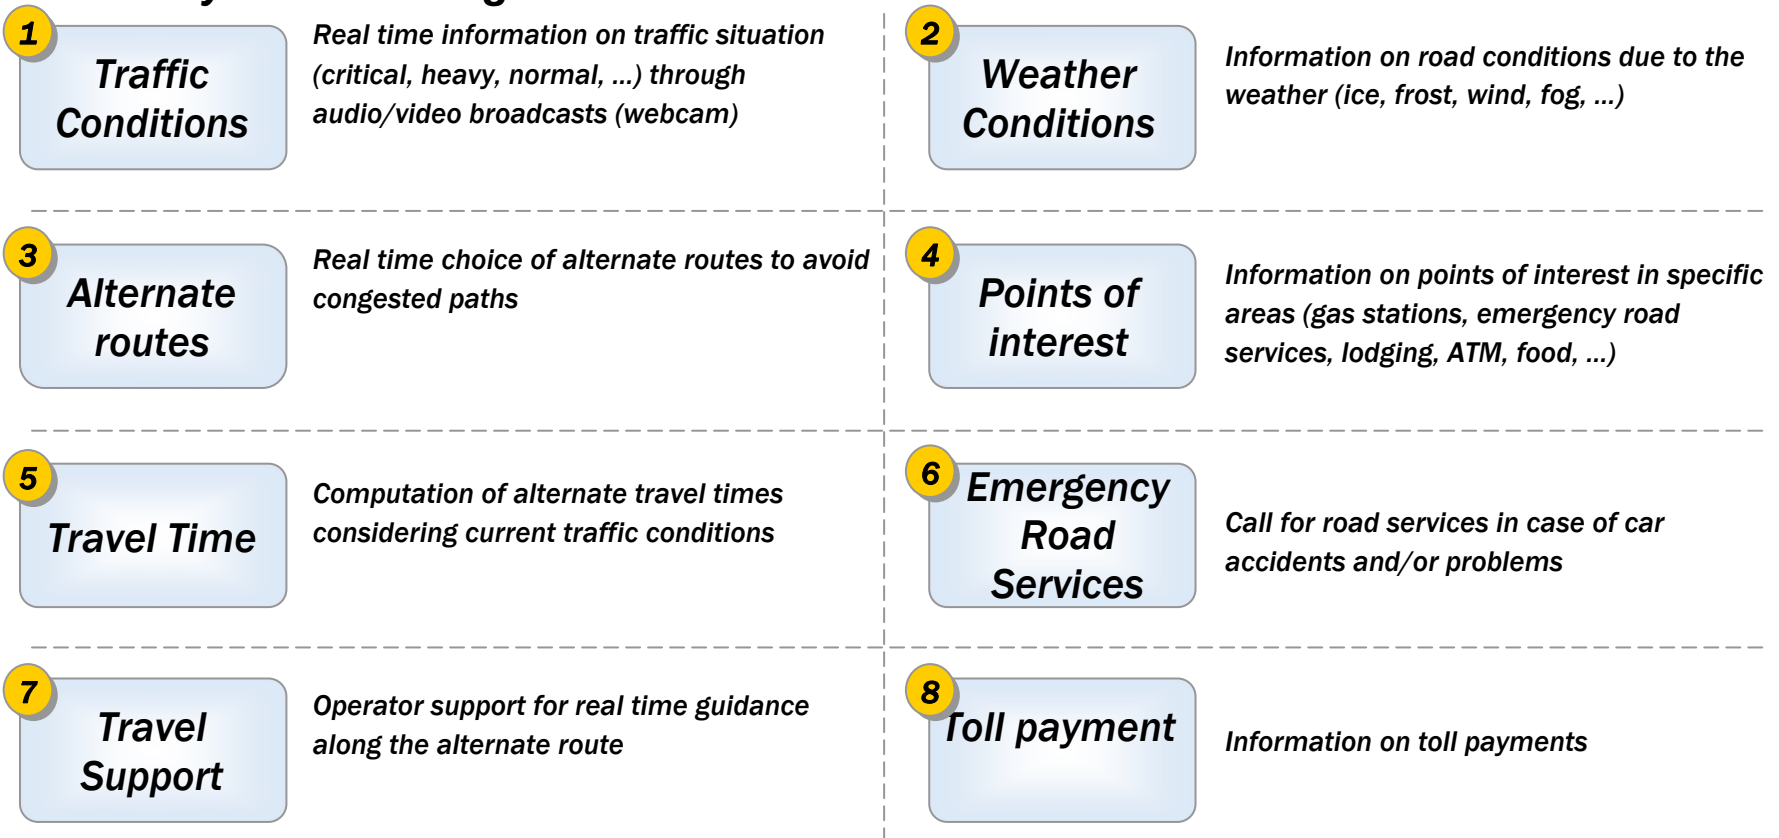 1
Traffic
Conditions
Real time information on traffic situation
(critical, heavy, normal, ...) through
audio/video broadcasts (webcam)
2
Weather
Conditions
Information on road conditions due to the
weather (ice, frost, wind, fog, ...)
3
Alternate
routes
Real time choice of alternate routes to avoid
congested paths
4
Points of
interest
Information on points of interest in specific
areas (gas stations, emergency road
services, lodging, ATM, food, ...)
5
Travel Time
Computation of alternate travel times
considering current traffic conditions
6
Emergency
Road
Services
Call for road services in case of car
accidents and/or problems
7
Travel
Support
Operator support for real time guidance
along the alternate route
8
Toll payment
Information on toll payments